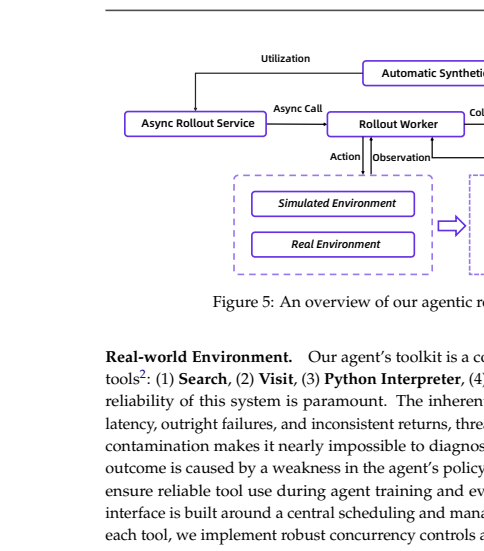 Utilization
Automatic Syntheti
Async Rollout Service
Async Call
Rollout Worker
Col
Action
Observation
Simulated Environment
Real Environment
Figure 5: An overview of our agentic r
Real-world Environment. Our agent's toolkit is a c
tools2: (1) Search, (2) Visit, (3) Python Interpreter, (4)
reliability of this system is paramount. The inherent
latency, outright failures, and inconsistent returns, threa
contamination makes it nearly impossible to diagnos
outcome is caused by a weakness in the agent's policy
ensure reliable tool use during agent training and ev
interface is built around a central scheduling and mana
each tool, we implement robust concurrency controls a